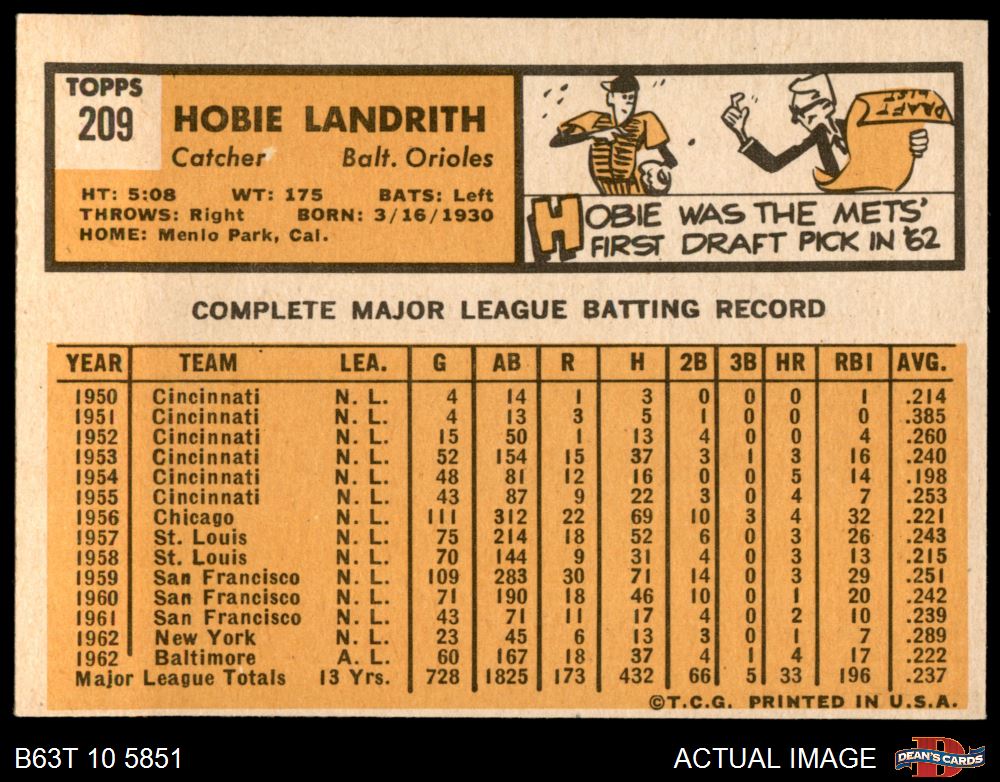 TOPPS
209
HOBIE LANDRITH
Catcher Balt. Orioles
HT: 5:08 WT: 175 BATS: Left
THROWS: Right BORN: 3/16/1930
HOME: Menlo Park, Cal.
DRAFT
LIST
HOBIE WAS THE METS'
FIRST DRAFT PICK IN '62
COMPLETE MAJOR LEAGUE BATTING RECORD
YEAR TEAM LEA. G AB R H 2B 3B HR RBI AVG.
1950 Cincinnati N. L. 4 14 1 3 0 0 0 1 .214
1951 Cincinnati N. L. 4 13 3 5 1 0 0 0 .385
1952 Cincinnati N. L. 15 50 1 13 4 0 0 4 .260
1953 Cincinnati N. L. 52 154 15 37 3 1 3 16 .240
1954 Cincinnati N. L. 48 81 12 16 0 0 5 14 .198
1955 Cincinnati N. L. 43 87 9 22 3 0 4 7 .253
1956 Chicago N. L. 111 312 22 69 10 3 4 32 .221
1957 St. Louis N. L. 75 214 18 52 6 0 3 26 .243
1958 St. Louis N. L. 70 144 9 31 4 0 3 13 .215
1959 San Francisco N. L. 109 283 30 71 14 0 3 29 .251
1960 San Francisco N. L. 71 190 18 46 10 0 1 20 .242
1961 San Francisco N. L. 43 71 11 17 4 0 2 10 .239
1962 New York N. L. 23 45 6 13 3 0 1 7 .289
1962 Baltimore A. L. 60 167 18 37 4 1 4 17 .222
Major League Totals 13 Yrs. 728 1825 173 432 66 5 33 196 .237
©T.C.G. PRINTED IN U.S.A.
B63T 10 5851 ACTUAL IMAGE DEAN'S CARDS